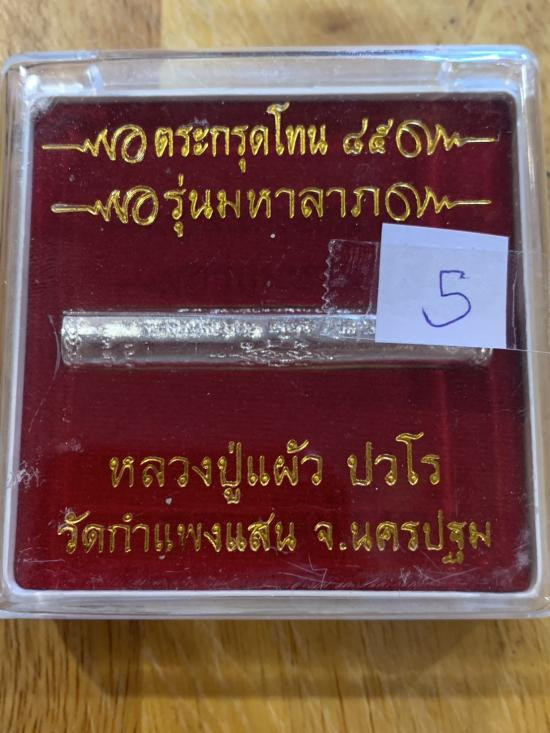 ตระกรุดโทน ๘๕
รุ่นมหาลาภ
5
หลวงปู่แผ้ว ปวโร
วัดกำแพงแสน จ.นครปฐม